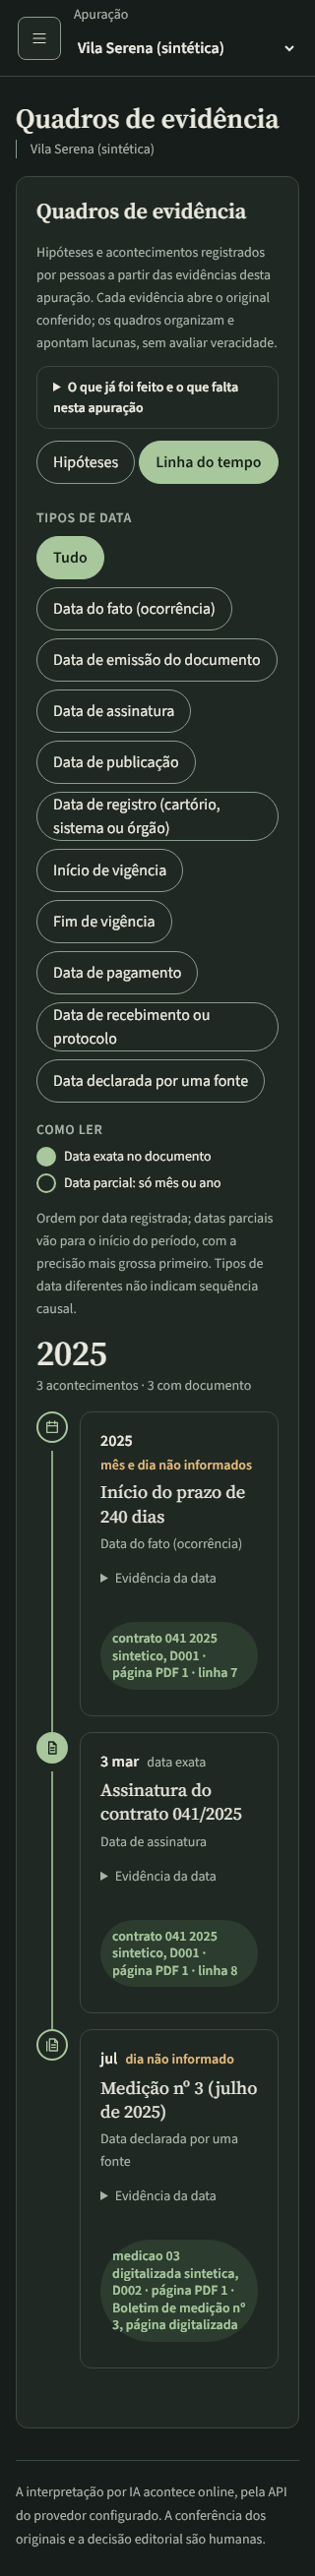 Apuração
Vila Serena (sintética)
Quadros de evidência
Vila Serena (sintética)
Quadros de evidência
Hipóteses e acontecimentos registrados
por pessoas a partir das evidências desta
apuração. Cada evidência abre o original
conferido; os quadros organizam e
apontam lacunas, sem avaliar veracidade.
O que já foi feito e o que falta
nesta apuração
Hipóteses
Linha do tempo
TIPOS DE DATA
Tudo
Data do fato (ocorrência)
Data de emissão do documento
Data de assinatura
Data de publicação
Data de registro (cartório,
sistema ou órgão)
Início de vigência
Fim de vigência
Data de pagamento
Data de recebimento ou
protocolo
Data declarada por uma fonte
COMO LER
Data exata no documento
Data parcial: só mês ou ano
Ordem por data registrada; datas parciais
vão para o início do período, com a
precisão mais grossa primeiro. Tipos de
data diferentes não indicam sequência
causal.
2025
3 acontecimentos · 3 com documento
2025
mês e dia não informados
Início do prazo de
240 dias
Data do fato (ocorrência)
Evidência da data
contrato 041 2025
sintetico, D001 ·
página PDF 1 · linha 7
3 mar data exata
Assinatura do
contrato 041/2025
Data de assinatura
Evidência da data
contrato 041 2025
sintetico, D001 ·
página PDF 1 · linha 8
jul dia não informado
Medição nº 3 (julho
de 2025)
Data declarada por uma
fonte
Evidência da data
medicao 03
digitalizada sintetica,
D002 · página PDF 1 ·
Boletim de medição nº
3, página digitalizada
A interpretação por IA acontece online, pela API
do provedor configurado. A conferência dos
originais e a decisão editorial são humanas.